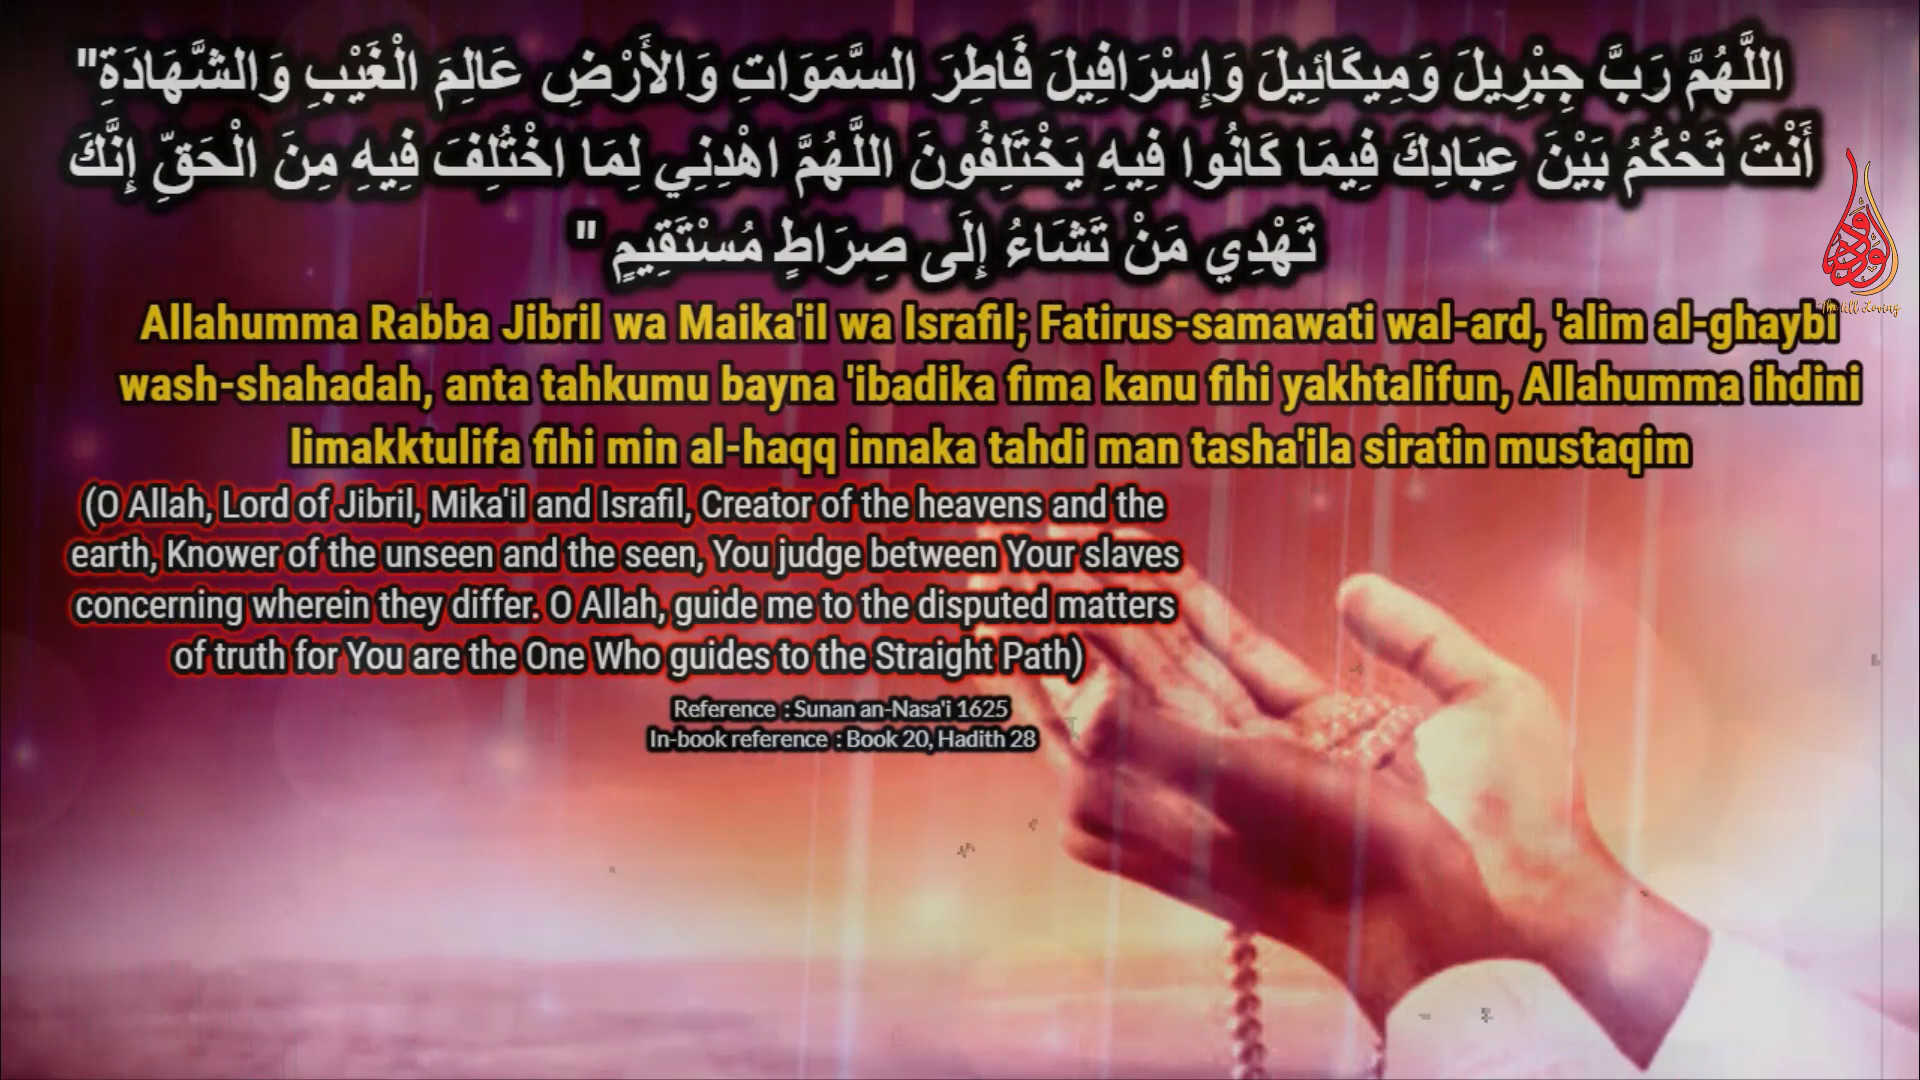 اللَّهُمَّ رَبَّ جِبْرِيلَ وَمِيكَائِيلَ وَإِسْرَافِيلَ فَاطِرَ السَّمَوَاتِ وَالأَرْضِ عَالِمَ الْغَيْبِ وَالشَّهَادَةِ"
أَنْتَ تَحْكُمُ بَيْنَ عِبَادِكَ فِيمَا كَانُوا فِيهِ يَخْتَلِفُونَ اللَّهُمَّ اهْدِنِي لِمَا اخْتُلِفَ فِيهِ مِنَ الْحَقِّ إِنَّكَ
تَهْدِي مَنْ تَشَاءُ إِلَى صِرَاطٍ مُسْتَقِيمٍ "
Allahumma Rabba Jibril wa Maika'il wa Israfil; Fatirus-samawati wal-ard, 'alim al-ghaybi
wash-shahadah, anta tahkumu bayna 'ibadika fima kanu fihi yakhtalifun, Allahumma ihdini
limakktulifa fihi min al-haqq innaka tahdi man tasha'ila siratin mustaqim
(O Allah, Lord of Jibril, Mika'il and Israfil, Creator of the heavens and the
earth, Knower of the unseen and the seen, You judge between Your slaves
concerning wherein they differ. O Allah, guide me to the disputed matters
of truth for You are the One Who guides to the Straight Path)
Reference : Sunan an-Nasa'i 1625
In-book reference : Book 20, Hadith 28
The All Loving